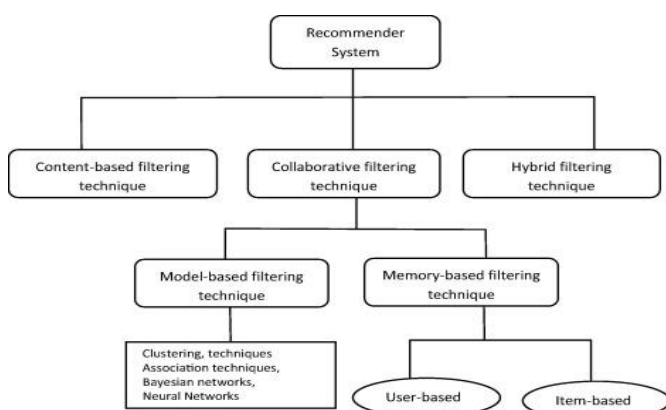 Recommender
System
Content-based filtering
technique
Collaborative filtering
technique
Hybrid filtering
technique
Model-based filtering
technique
Memory-based filtering
technique
Clustering, techniques
Association techniques,
Bayesian networks,
Neural Networks
User-based
Item-based